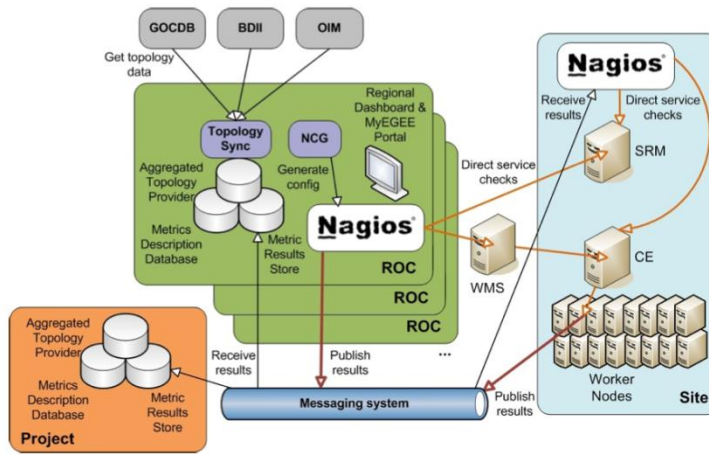 GOCDB
BDII
OIM
Get topology
data
Topology
Sync
NCG
Generate
config
Regional
Dashboard &
MyEGEE
Portal
Aggregated
Topology
Provider
Metrics
Description
Database
Metric
Results
Store
Nagios®
ROC
ROC
ROC
...
Direct service
checks
WMS
Nagios®
Receive
results
Direct service
checks
SRM
CE
Worker
Nodes
Site
Aggregated
Topology
Provider
Metrics
Description
Database
Metric
Results
Store
Project
Receive
results
Publish
results
Messaging system
Publish
results